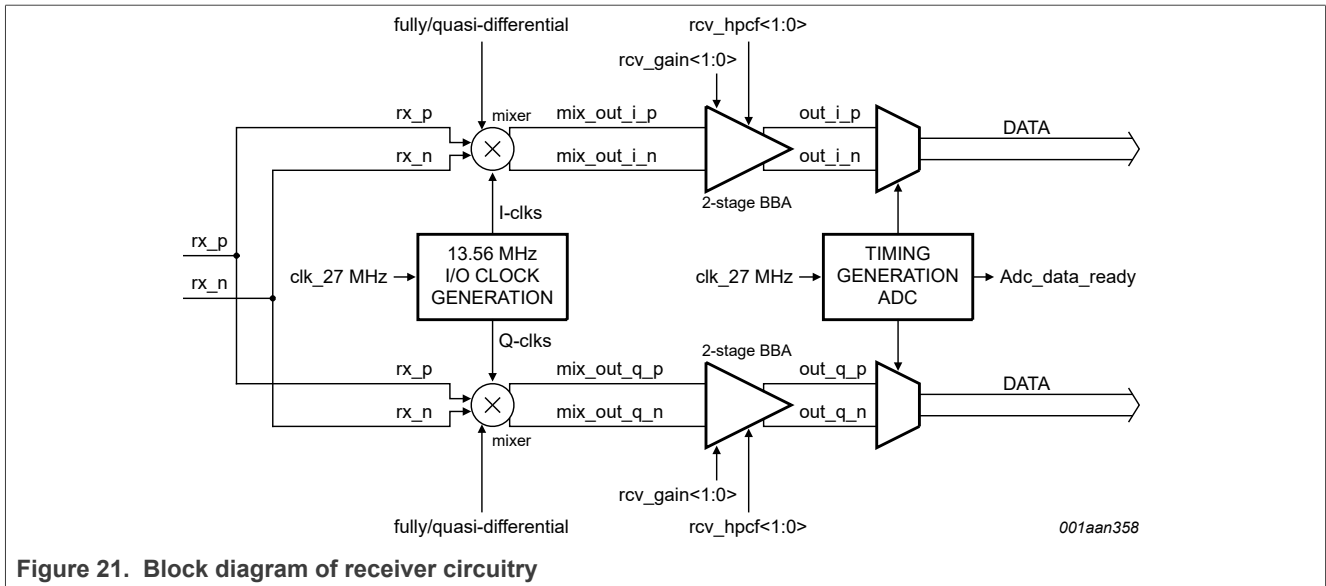 fully/quasi-differential
rcv_hpcf<1:0>
rcv_gain<1:0>
rx_p
mixer
mix_out_i_p
out_i_p
DATA
rx_n
mix_out_i_n
out_i_n
2-stage BBA
I-clks
rx_p
rx_n
clk_27 MHz
13.56 MHz
I/O CLOCK
GENERATION
clk_27 MHz
TIMING
GENERATION
ADC
Adc_data_ready
Q-clks
2-stage BBA
rx_p
mix_out_q_p
out_q_p
DATA
rx_n
mix_out_q_n
out_q_n
mixer
rcv_gain<1:0>
fully/quasi-differential
rcv_hpcf<1:0>
001aan358
Figure 21. Block diagram of receiver circuitry